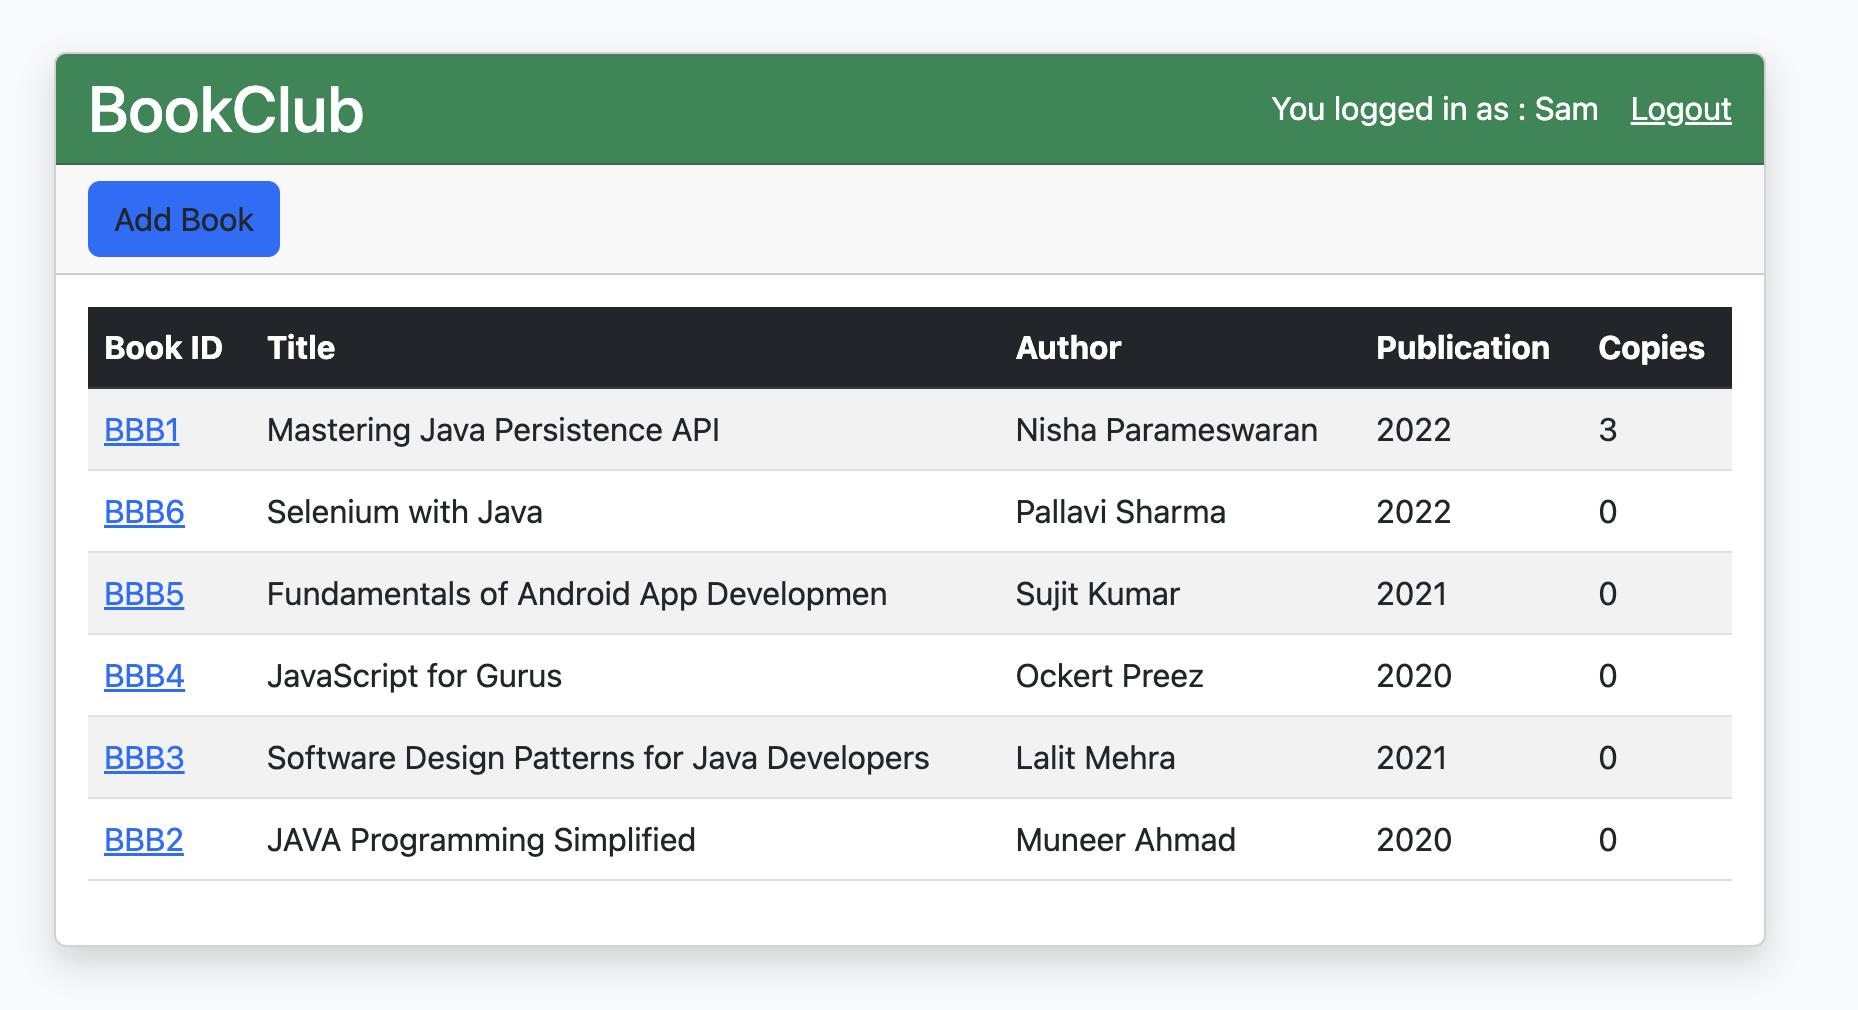 BookClub
You logged in as : Sam Logout
Add Book
Book ID Title Author Publication Copies
BBB1 Mastering Java Persistence API Nisha Parameswaran 2022 3
BBB6 Selenium with Java Pallavi Sharma 2022 0
BBB5 Fundamentals of Android App Developmen Sujit Kumar 2021 0
BBB4 JavaScript for Gurus Ockert Preez 2020 0
BBB3 Software Design Patterns for Java Developers Lalit Mehra 2021 0
BBB2 JAVA Programming Simplified Muneer Ahmad 2020 0